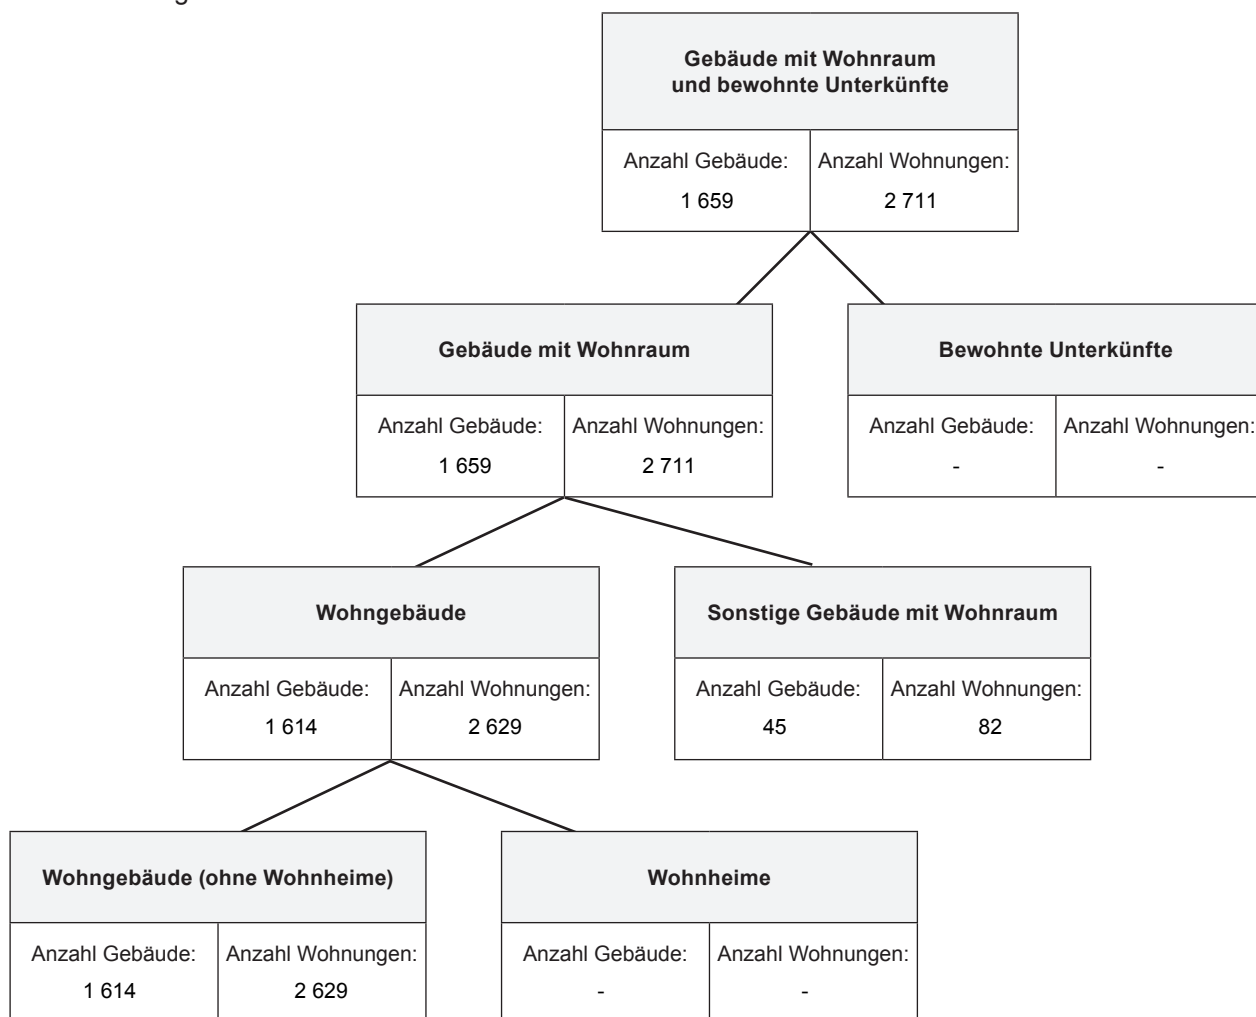 Gebäude mit Wohnraum
und bewohnte Unterkünfte
Anzahl Gebäude: Anzahl Wohnungen:
1 659 2 711
Gebäude mit Wohnraum Bewohnte Unterkünfte
Anzahl Gebäude: Anzahl Wohnungen: Anzahl Gebäude: Anzahl Wohnungen:
1 659 2 711 - -
Wohngebäude Sonstige Gebäude mit Wohnraum
Anzahl Gebäude: Anzahl Wohnungen: Anzahl Gebäude: Anzahl Wohnungen:
1 614 2 629 45 82
Wohngebäude (ohne Wohnheime) Wohnheime
Anzahl Gebäude: Anzahl Wohnungen: Anzahl Gebäude: Anzahl Wohnungen:
1 614 2 629 - -